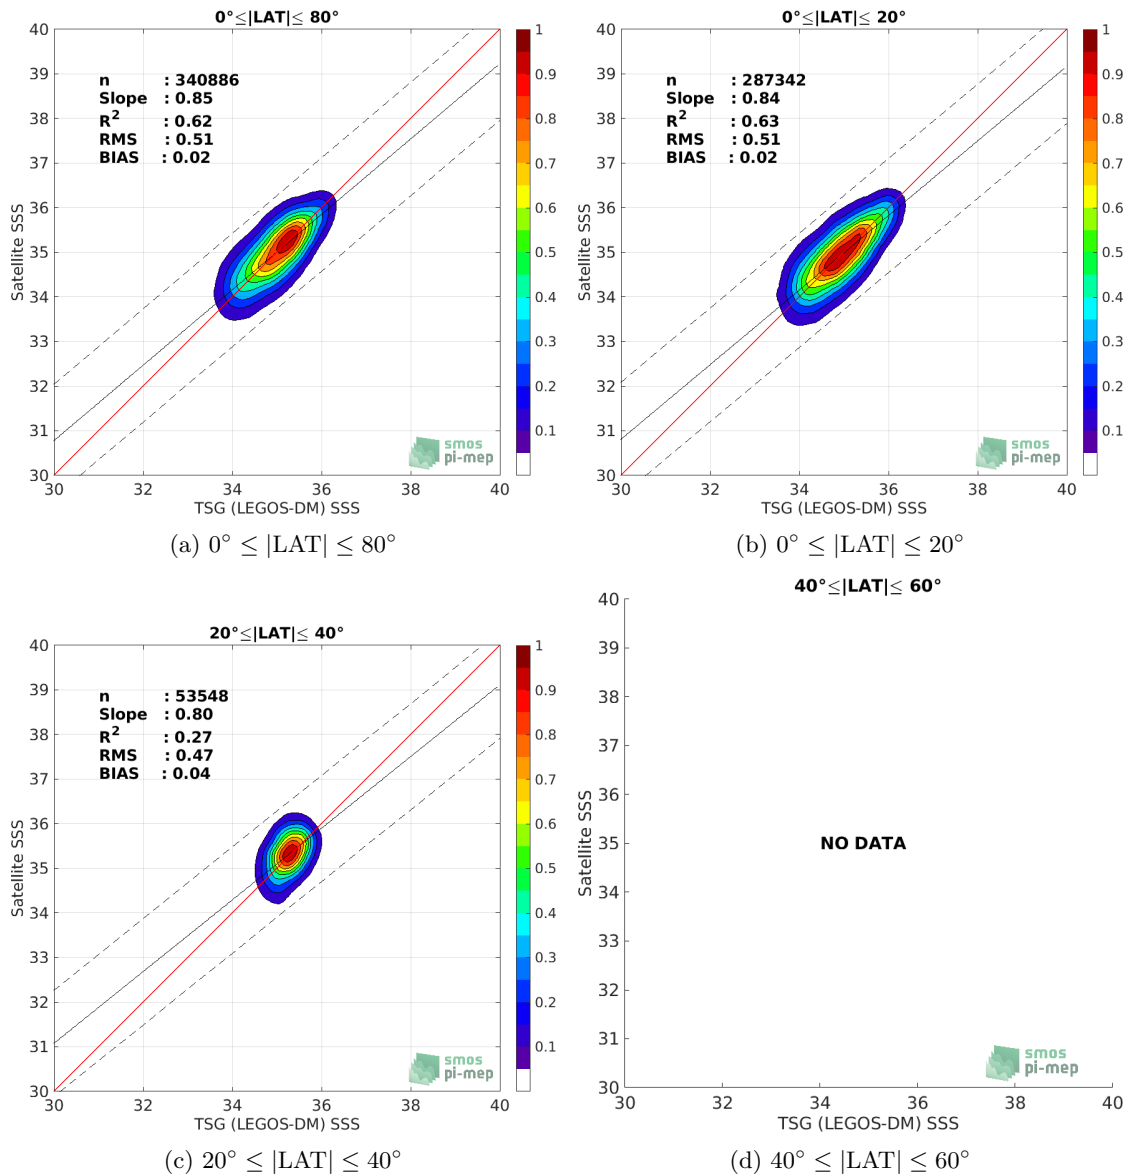 0°≤|LAT|≤ 80°
n : 340886
Slope : 0.85
R² : 0.62
RMS : 0.51
BIAS : 0.02
40
39
38
37
36
35
34
33
32
31
30
30 32 34 36 38 40
Satellite SSS
TSG (LEGOS-DM) SSS
1
0.9
0.8
0.7
0.6
0.5
0.4
0.3
0.2
0.1
smos
pi-mep
(a) 0° ≤ |LAT| ≤ 80°
0°≤|LAT|≤ 20°
n : 287342
Slope : 0.84
R² : 0.63
RMS : 0.51
BIAS : 0.02
40
39
38
37
36
35
34
33
32
31
30
30 32 34 36 38 40
Satellite SSS
TSG (LEGOS-DM) SSS
1
0.9
0.8
0.7
0.6
0.5
0.4
0.3
0.2
0.1
smos
pi-mep
(b) 0° ≤ |LAT| ≤ 20°
20°≤|LAT|≤ 40°
n : 53548
Slope : 0.80
R² : 0.27
RMS : 0.47
BIAS : 0.04
40
39
38
37
36
35
34
33
32
31
30
30 32 34 36 38 40
Satellite SSS
TSG (LEGOS-DM) SSS
1
0.9
0.8
0.7
0.6
0.5
0.4
0.3
0.2
0.1
smos
pi-mep
(c) 20° ≤ |LAT| ≤ 40°
40°≤|LAT|≤ 60°
40
39
38
37
36
35
34
33
32
31
30
30 32 34 36 38 40
Satellite SSS
NO DATA
TSG (LEGOS-DM) SSS
smos
pi-mep
(d) 40° ≤ |LAT| ≤ 60°